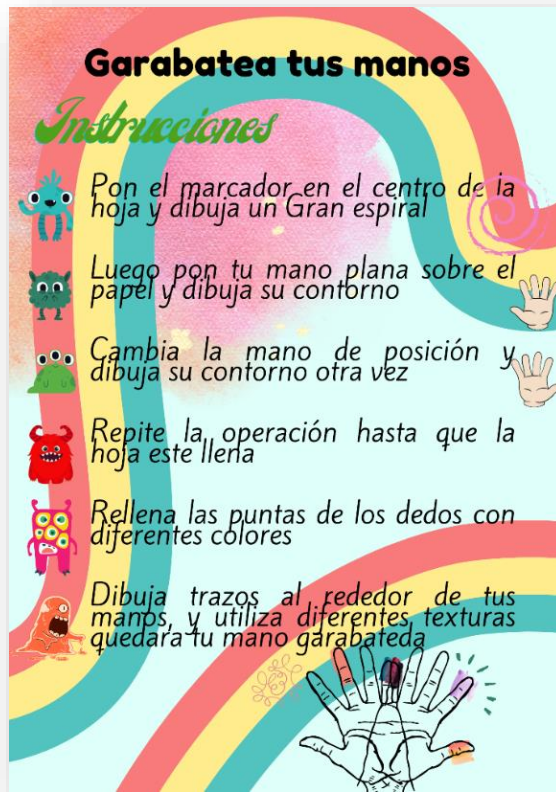 Garabatea tus manos
Instrucciones
Pon el marcador en el centro de la
hoja y dibuja un Gran espiral
Luego pon tu mano plana sobre el
papel y dibuja su contorno
Cambia la mano de posición y
dibuja su contorno otra vez
Repite la operación hasta que la
hoja este llena
Rellena las puntas de los dedos con
diferentes colores
Dibuja trazos al rededor de tus
manos, y utiliza diferentes texturas
quedara tu mano garabateda